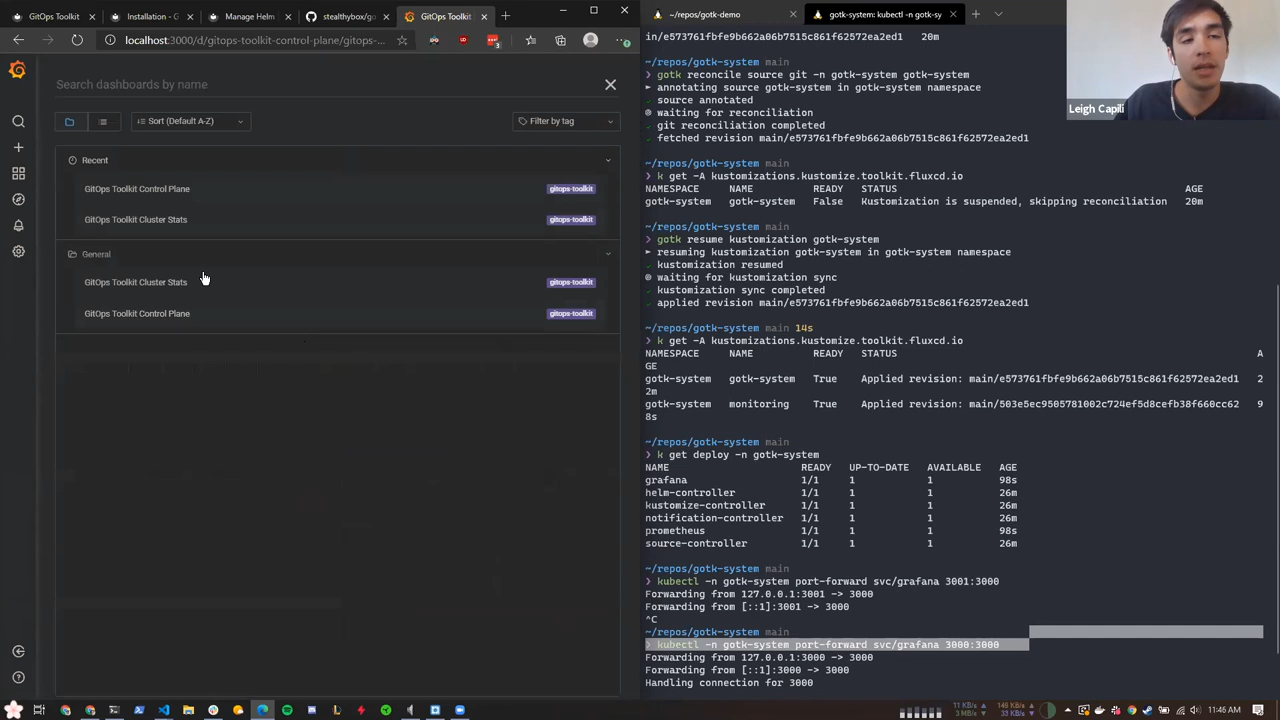 GitOps Toolkit
Installation - G
Manage Helm
stealthybox/go
GitOps Toolkit
localhost:3000/d/gitops-toolkit-control-plane/gitops-
3
Search dashboards by name
Sort (Default A-Z)
Filter by tag
Recent
GitOps Toolkit Control Plane
gitops-toolkit
GitOps Toolkit Cluster Stats
gitops-toolkit
General
GitOps Toolkit Cluster Stats
gitops-toolkit
GitOps Toolkit Control Plane
gitops-toolkit
~/repos/gotk-demo
gotk-system: kubectl -n gotk-sy
in/e573761fbfe9b662a06b7515c861f62572ea2ed1 20m
~/repos/gotk-system main
❯ gotk reconcile source git -n gotk-system gotk-system
► annotating source gotk-system in gotk-system namespace
✓ source annotated
◎ waiting for reconciliation
✓ git reconciliation completed
✓ fetched revision main/e573761fbfe9b662a06b7515c861f62572ea2ed1
~/repos/gotk-system main
❯ k get -A kustomizations.kustomize.toolkit.fluxcd.io
NAMESPACE NAME READY STATUS AGE
gotk-system gotk-system False Kustomization is suspended, skipping reconciliation 20m
~/repos/gotk-system main
❯ gotk resume kustomization gotk-system
► resuming kustomization gotk-system in gotk-system namespace
✓ kustomization resumed
◎ waiting for kustomization sync
✓ kustomization sync completed
✓ applied revision main/e573761fbfe9b662a06b7515c861f62572ea2ed1
~/repos/gotk-system main 14s
❯ k get -A kustomizations.kustomize.toolkit.fluxcd.io
NAMESPACE NAME READY STATUS A
GE
gotk-system gotk-system True Applied revision: main/e573761fbfe9b662a06b7515c861f62572ea2ed1 2
2m
gotk-system monitoring True Applied revision: main/503e5ec9505781002c724ef5d8cefb38f660cc62 9
8s
~/repos/gotk-system main
❯ k get deploy -n gotk-system
NAME READY UP-TO-DATE AVAILABLE AGE
grafana 1/1 1 1 98s
helm-controller 1/1 1 1 26m
kustomize-controller 1/1 1 1 26m
notification-controller 1/1 1 1 26m
prometheus 1/1 1 1 98s
source-controller 1/1 1 1 26m
~/repos/gotk-system main
❯ kubectl -n gotk-system port-forward svc/grafana 3001:3000
Forwarding from 127.0.0.1:3001 -> 3000
Forwarding from [::1]:3001 -> 3000
^C
~/repos/gotk-system main
❯ kubectl -n gotk-system port-forward svc/grafana 3000:3000
Forwarding from 127.0.0.1:3000 -> 3000
Forwarding from [::1]:3000 -> 3000
Handling connection for 3000
Leigh Capili
11 KB/s 140 KB/s
3 MB/s 33 KB/s
11:46 AM